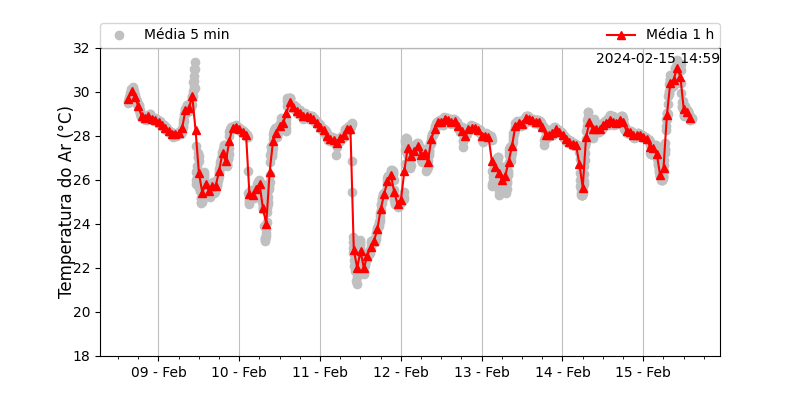 Média 5 min
Média 1 h
2024-02-15 14:59
Temperatura do Ar (°C)
32
30
28
26
24
22
20
18
09 - Feb
10 - Feb
11 - Feb
12 - Feb
13 - Feb
14 - Feb
15 - Feb